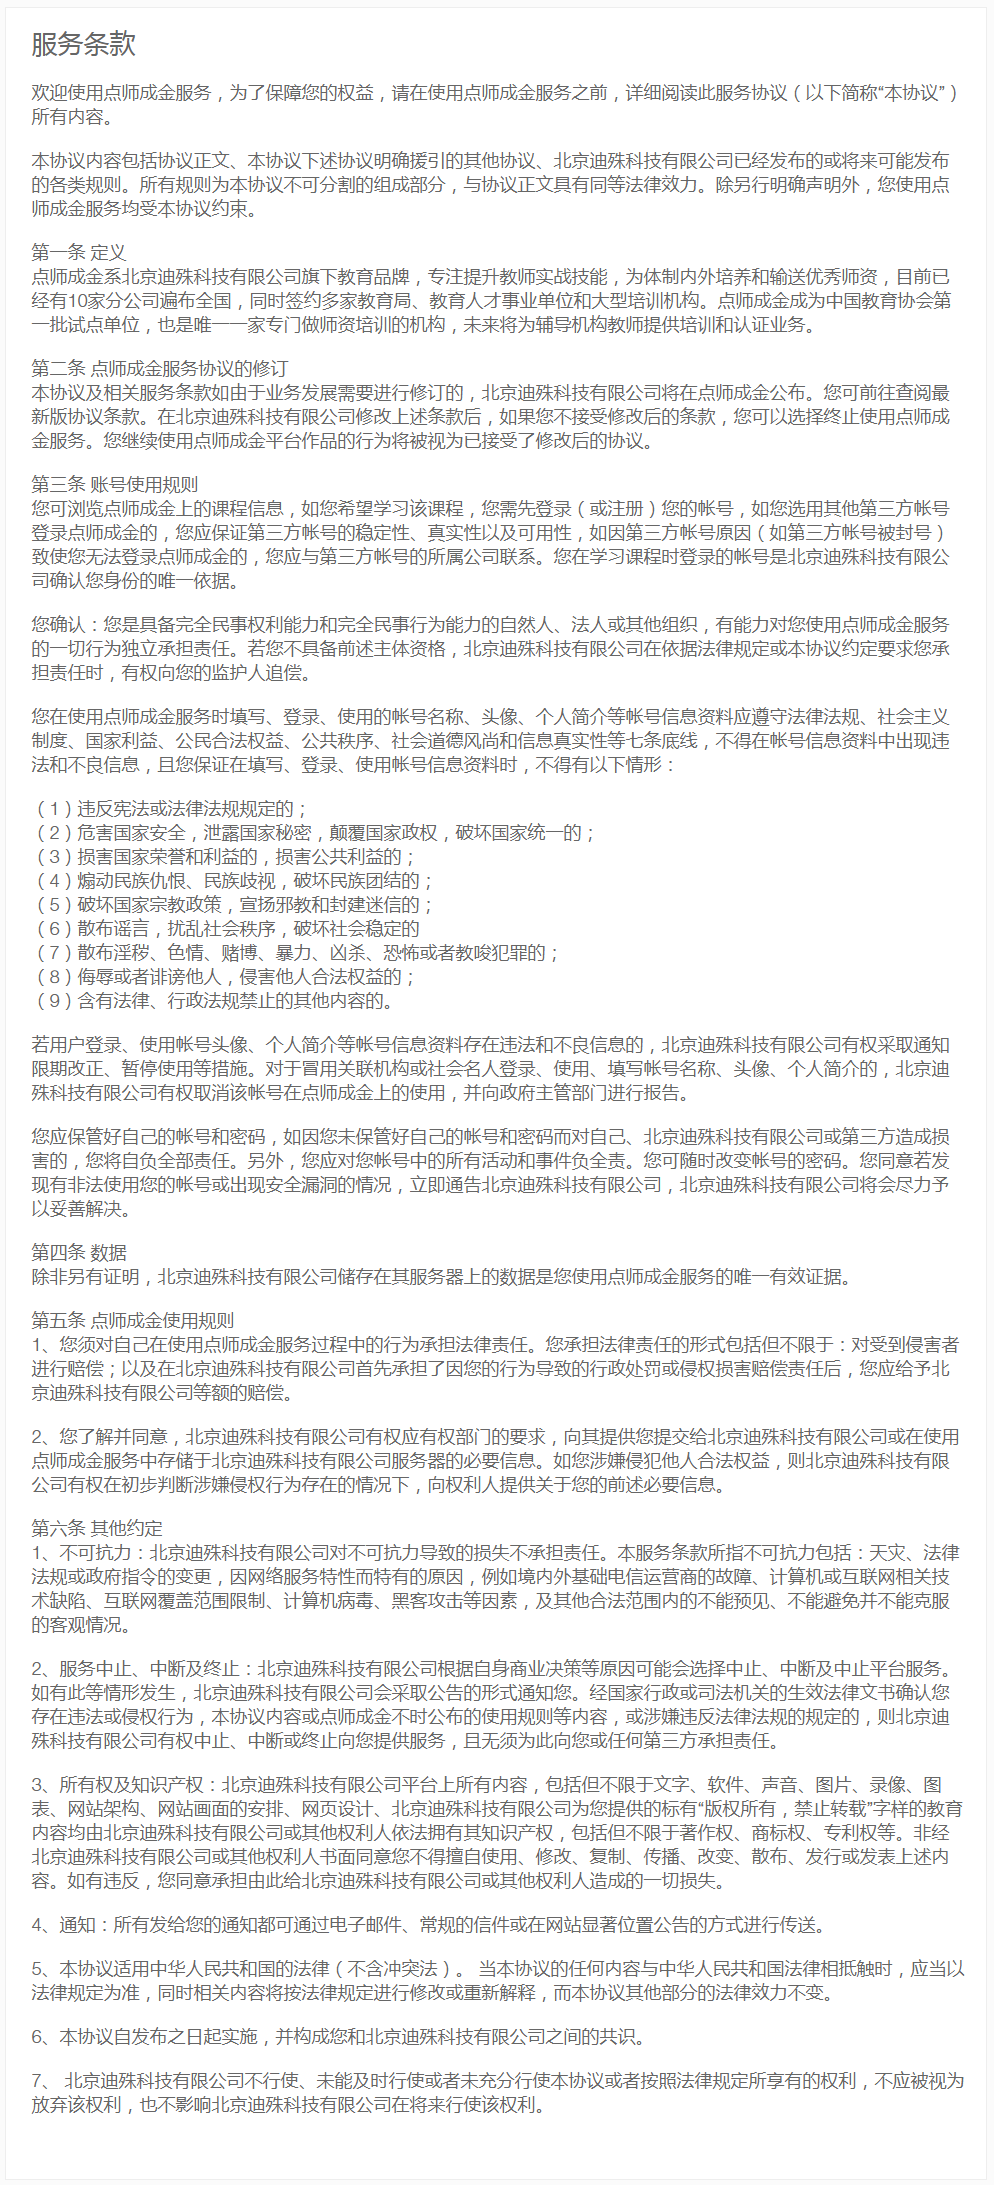 服务条款
欢迎使用点师成金服务，为了保障您的权益，请在使用点师成金服务之前，详细阅读此服务协议（以下简称“本协议”）
所有内容。
本协议内容包括协议正文、本协议下述协议明确援引的其他协议、北京迪殊科技有限公司已经发布的或将来可能发布
的各类规则。所有规则为本协议不可分割的组成部分，与协议正文具有同等法律效力。除另行明确声明外，您使用点
师成金服务均受本协议约束。
第一条 定义
点师成金系北京迪殊科技有限公司旗下教育品牌，专注提升教师实战技能，为体制内外培养和输送优秀师资，目前已
经有10家分公司遍布全国，同时签约多家教育局、教育人才事业单位和大型培训机构。点师成金成为中国教育协会第
一批试点单位，也是唯一一家专门做师资培训的机构，未来将为辅导机构教师提供培训和认证业务。
第二条 点师成金服务协议的修订
本协议及相关服务条款如由于业务发展需要进行修订的，北京迪殊科技有限公司将在点师成金公布。您可前往查阅最
新版协议条款。在北京迪殊科技有限公司修改上述条款后，如果您不接受修改后的条款，您可以选择终止使用点师成
金服务。您继续使用点师成金平台作品的行为将被视为已接受了修改后的协议。
第三条 账号使用规则
您可浏览点师成金上的课程信息，如您希望学习该课程，您需先登录（或注册）您的帐号，如您选用其他第三方帐号
登录点师成金的，您应保证第三方帐号的稳定性、真实性以及可用性，如因第三方帐号原因（如第三方帐号被封号）
致使您无法登录点师成金的，您应与第三方帐号的所属公司联系。您在学习课程时登录的帐号是北京迪殊科技有限公
司确认您身份的唯一依据。
您确认：您是具备完全民事权利能力和完全民事行为能力的自然人、法人或其他组织，有能力对您使用点师成金服务
的一切行为独立承担责任。若您不具备前述主体资格，北京迪殊科技有限公司在依据法律规定或本协议约定要求您承
担责任时，有权向您的监护人追偿。
您在使用点师成金服务时填写、登录、使用的帐号名称、头像、个人简介等帐号信息资料应遵守法律法规、社会主义
制度、国家利益、公民合法权益、公共秩序、社会道德风尚和信息真实性等七条底线，不得在帐号信息资料中出现违
法和不良信息，且您保证在填写、登录、使用帐号信息资料时，不得有以下情形：
（1）违反宪法或法律法规规定的；
（2）危害国家安全，泄露国家秘密，颠覆国家政权，破坏国家统一的；
（3）损害国家荣誉和利益的，损害公共利益的；
（4）煽动民族仇恨、民族歧视，破坏民族团结的；
（5）破坏国家宗教政策，宣扬邪教和封建迷信的；
（6）散布谣言，扰乱社会秩序，破坏社会稳定的
（7）散布淫秽、色情、赌博、暴力、凶杀、恐怖或者教唆犯罪的；
（8）侮辱或者诽谤他人，侵害他人合法权益的；
（9）含有法律、行政法规禁止的其他内容的。
若用户登录、使用帐号头像、个人简介等帐号信息资料存在违法和不良信息的，北京迪殊科技有限公司有权采取通知
限期改正、暂停使用等措施。对于冒用关联机构或社会名人登录、使用、填写帐号名称、头像、个人简介的，北京迪
殊科技有限公司有权取消该帐号在点师成金上的使用，并向政府主管部门进行报告。
您应保管好自己的帐号和密码，如因您未保管好自己的帐号和密码而对自己、北京迪殊科技有限公司或第三方造成损
害的，您将自负全部责任。另外，您应对您帐号中的所有活动和事件负全责。您可随时改变帐号的密码。您同意若发
现有非法使用您的帐号或出现安全漏洞的情况，立即通告北京迪殊科技有限公司，北京迪殊科技有限公司将会尽力予
以妥善解决。
第四条 数据
除非另有证明，北京迪殊科技有限公司储存在其服务器上的数据是您使用点师成金服务的唯一有效证据。
第五条 点师成金使用规则
1、您须对自己在使用点师成金服务过程中的行为承担法律责任。您承担法律责任的形式包括但不限于：对受到侵害者
进行赔偿；以及在北京迪殊科技有限公司首先承担了因您的行为导致的行政处罚或侵权损害赔偿责任后，您应给予北
京迪殊科技有限公司等额的赔偿。
2、您了解并同意，北京迪殊科技有限公司有权应有权部门的要求，向其提供您提交给北京迪殊科技有限公司或在使用
点师成金服务中存储于北京迪殊科技有限公司服务器的必要信息。如您涉嫌侵犯他人合法权益，则北京迪殊科技有限
公司有权在初步判断涉嫌侵权行为存在的情况下，向权利人提供关于您的前述必要信息。
第六条 其他约定
1、不可抗力：北京迪殊科技有限公司对不可抗力导致的损失不承担责任。本服务条款所指不可抗力包括：天灾、法律
法规或政府指令的变更，因网络服务特性而特有的原因，例如境内外基础电信运营商的故障、计算机或互联网相关技
术缺陷、互联网覆盖范围限制、计算机病毒、黑客攻击等因素，及其他合法范围内的不能预见、不能避免并不能克服
的客观情况。
2、服务中止、中断及终止：北京迪殊科技有限公司根据自身商业决策等原因可能会选择中止、中断及中止平台服务。
如有此等情形发生，北京迪殊科技有限公司会采取公告的形式通知您。经国家行政或司法机关的生效法律文书确认您
存在违法或侵权行为，本协议内容或点师成金不时公布的使用规则等内容，或涉嫌违反法律法规的规定的，则北京迪
殊科技有限公司有权中止、中断或终止向您提供服务，且无须为此向您或任何第三方承担责任。
3、所有权及知识产权：北京迪殊科技有限公司平台上所有内容，包括但不限于文字、软件、声音、图片、录像、图
表、网站架构、网站画面的安排、网页设计、北京迪殊科技有限公司为您提供的标有“版权所有，禁止转载”字样的教育
内容均由北京迪殊科技有限公司或其他权利人依法拥有其知识产权，包括但不限于著作权、商标权、专利权等。非经
北京迪殊科技有限公司或其他权利人书面同意您不得擅自使用、修改、复制、传播、改变、散布、发行或发表上述内
容。如有违反，您同意承担由此给北京迪殊科技有限公司或其他权利人造成的一切损失。
4、通知：所有发给您的通知都可通过电子邮件、常规的信件或在网站显著位置公告的方式进行传送。
5、本协议适用中华人民共和国的法律（不含冲突法）。 当本协议的任何内容与中华人民共和国法律相抵触时，应当以
法律规定为准，同时相关内容将按法律规定进行修改或重新解释，而本协议其他部分的法律效力不变。
6、本协议自发布之日起实施，并构成您和北京迪殊科技有限公司之间的共识。
7、 北京迪殊科技有限公司不行使、未能及时行使或者未充分行使本协议或者按照法律规定所享有的权利，不应被视为
放弃该权利，也不影响北京迪殊科技有限公司在将来行使该权利。